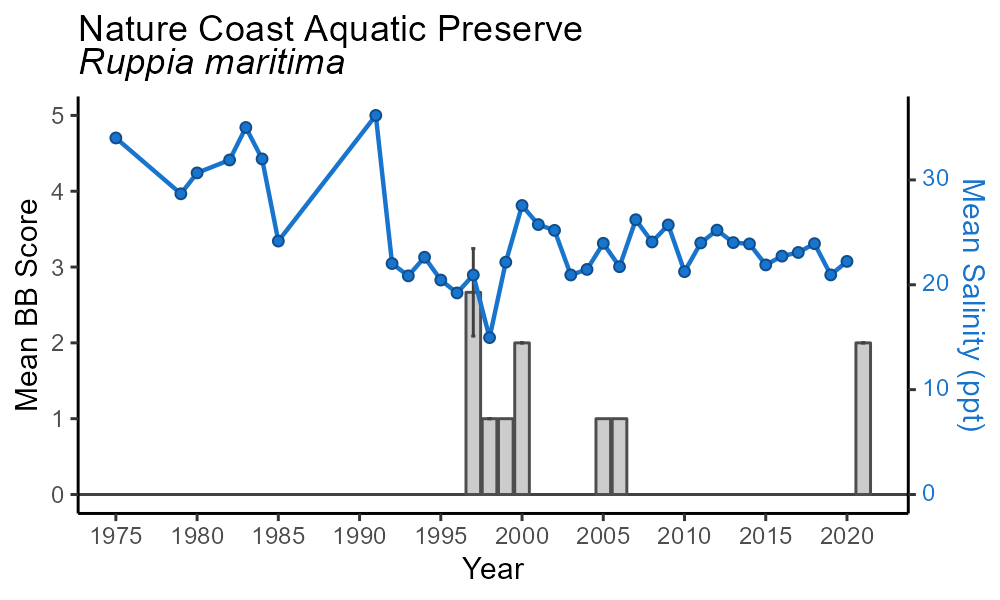 Nature Coast Aquatic Preserve
Ruppia maritima
Mean BB Score
5
4
3
2
1
0
30
20
10
0
Mean Salinity (ppt)
1975 1980 1985 1990 1995 2000 2005 2010 2015 2020
Year